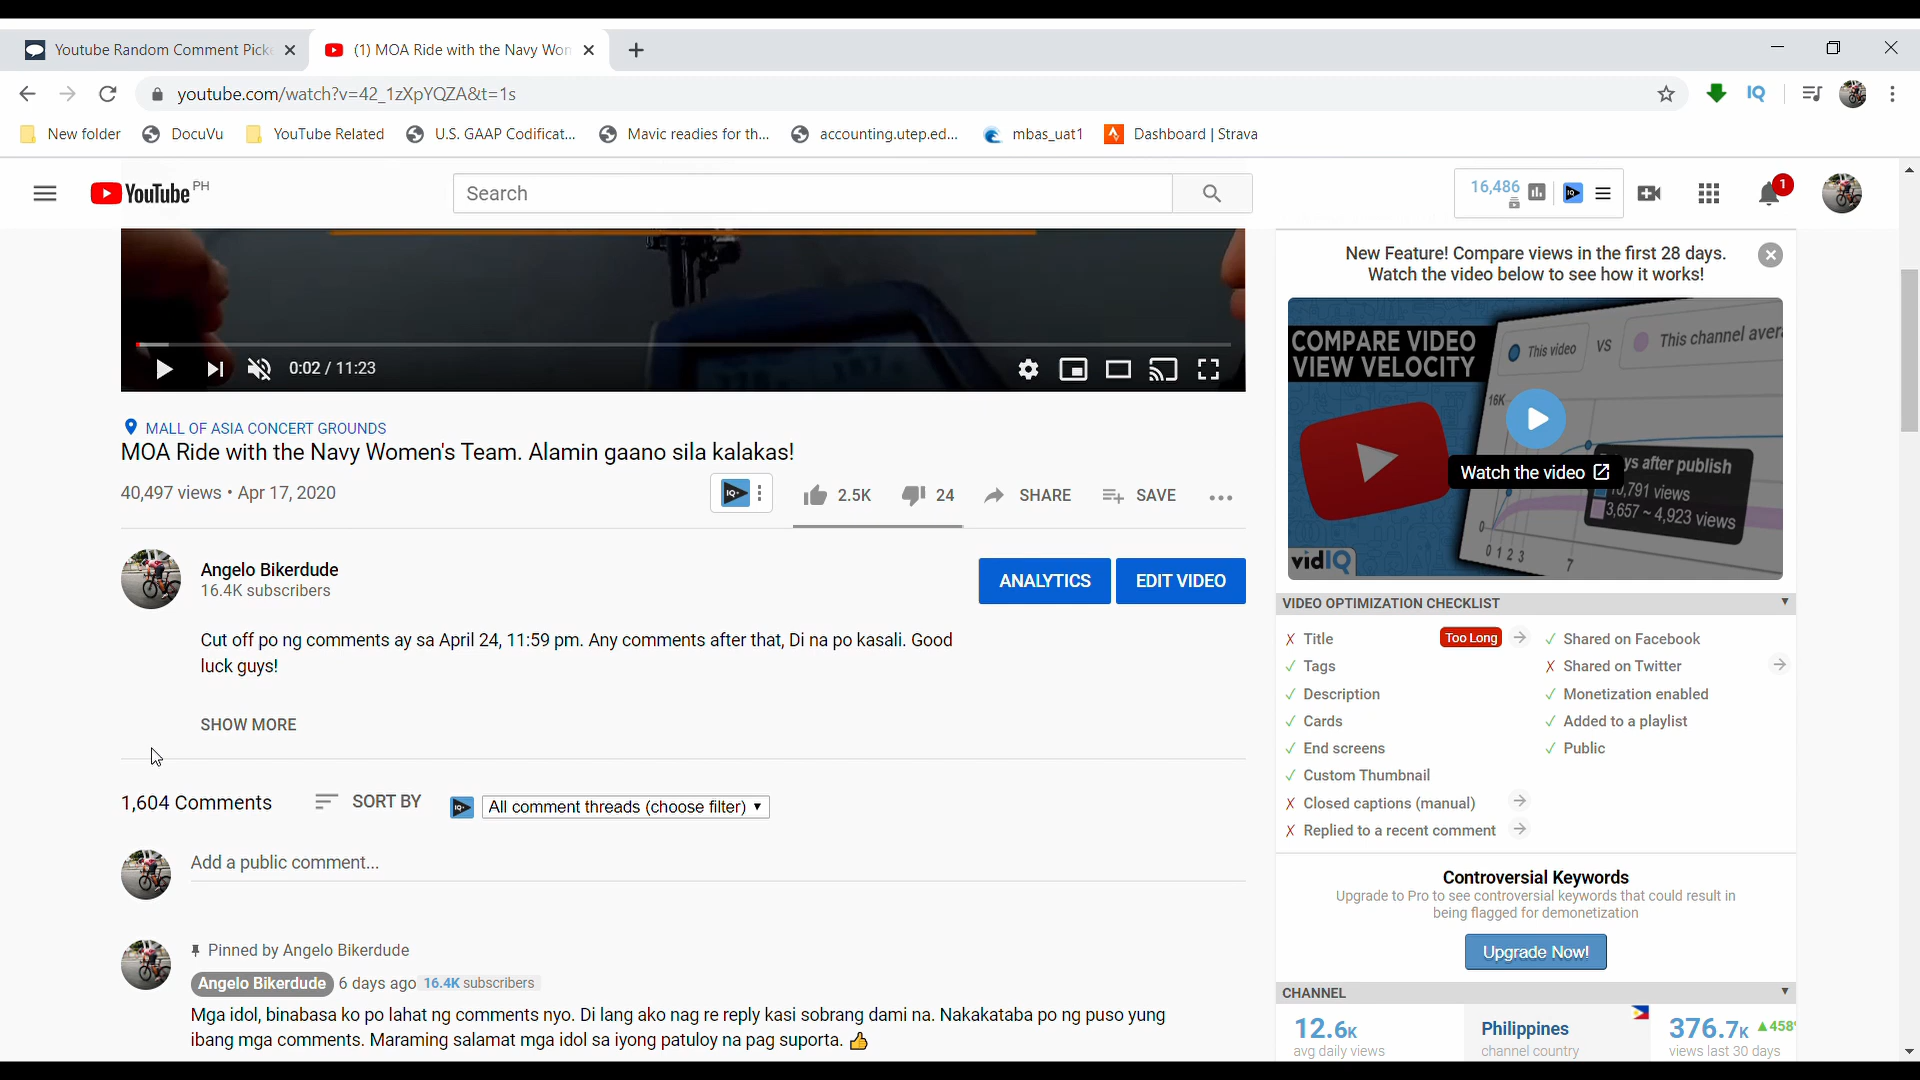 Youtube Random Comment Pick
(1) MOA Ride with the Navy Wom
youtube.com/watch?v=42_1zXpYQZA&t=1s
IQ
New folder
DocuVu
YouTube Related
U.S. GAAP Codificat...
Mavic readies for th...
accounting.utep.ed...
mbas_uat1
Dashboard | Strava
YouTube PH
Search
16,486
1
0:02 / 11:23
MALL OF ASIA CONCERT GROUNDS
MOA Ride with the Navy Women's Team. Alamin gaano sila kalakas!
40,497 views • Apr 17, 2020
IQ
2.5K
24
SHARE
SAVE
Angelo Bikerdude
16.4K subscribers
ANALYTICS
EDIT VIDEO
Cut off po ng comments ay sa April 24, 11:59 pm. Any comments after that, Di na po kasali. Good
luck guys!
SHOW MORE
1,604 Comments
SORT BY
All comment threads (choose filter)
Add a public comment...
Pinned by Angelo Bikerdude
Angelo Bikerdude 6 days ago 16.4K subscribers
Mga idol, binabasa ko po lahat ng comments nyo. Di lang ako nag re reply kasi sobrang dami na. Nakakataba po ng puso yung
ibang mga comments. Maraming salamat mga idol sa iyong patuloy na pag suporta. 👍
New Feature! Compare views in the first 28 days.
Watch the video below to see how it works!
COMPARE VIDEO
VIEW VELOCITY
This video
VS
This channel aver
16K
Watch the video
ys after publish
10,791 views
3,657 ~ 4,923 views
0
0 1 2 3
7
vidIQ
VIDEO OPTIMIZATION CHECKLIST
Title
Too Long
Tags
Description
Cards
End screens
Custom Thumbnail
Closed captions (manual)
Replied to a recent comment
Shared on Facebook
Shared on Twitter
Monetization enabled
Added to a playlist
Public
Controversial Keywords
Upgrade to Pro to see controversial keywords that could result in
being flagged for demonetization
Upgrade Now!
CHANNEL
12.6K
avg daily views
Philippines
channel country
376.7K ▲458%
views last 30 days